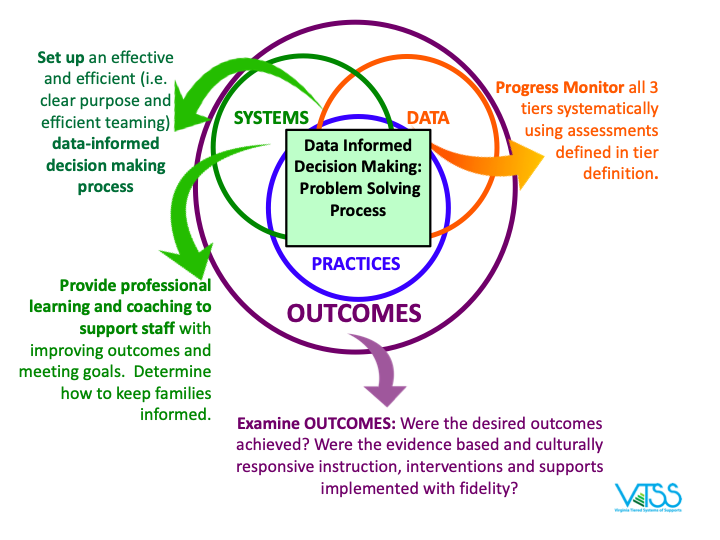 Set up an effective
and efficient (i.e.
clear purpose and
efficient teaming)
data-informed
decision making
process
SYSTEMS
DATA
Data Informed
Decision Making:
Problem Solving
Process
PRACTICES
OUTCOMES
Progress Monitor all 3
tiers systematically
using assessments
defined in tier
definition.
Provide professional
learning and coaching to
support staff with
improving outcomes and
meeting goals.  Determine
how to keep families
informed.
Examine OUTCOMES: Were the desired outcomes
achieved? Were the evidence based and culturally
responsive instruction, interventions and supports
implemented with fidelity?
VTSS
Virginia Tiered Systems of Supports